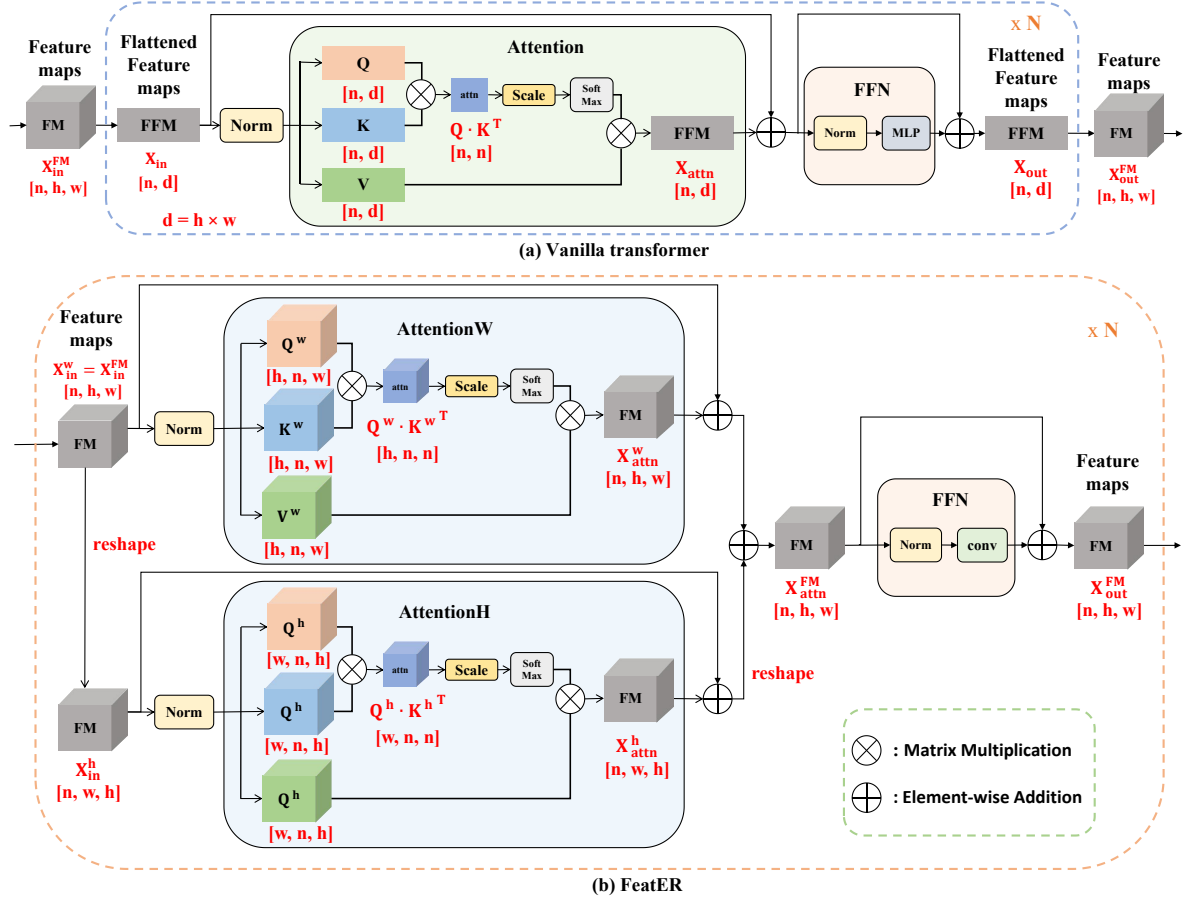 x N
Feature
maps
Flattened
Feature
maps
Attention
Flattened
Feature
maps
Feature
maps
FM
FFM
Norm
Q
[n, d]
K
[n, d]
V
[n, d]
attn
Q · K^T
[n, n]
Scale
Soft
Max
FFM
X_attn
[n, d]
FFN
Norm
MLP
FFM
FM
X_in^FM
[n, h, w]
X_in
[n, d]
d = h × w
X_out
[n, d]
X_out^FM
[n, h, w]
(a) Vanilla transformer
x N
Feature
maps
X_in^w = X_in^FM
[n, h, w]
FM
Norm
AttentionW
Q^w
[h, n, w]
K^w
[h, n, w]
V^w
[h, n, w]
attn
Q^w · K^w^T
[h, n, n]
Scale
Soft
Max
FM
X_attn^w
[n, h, w]
reshape
FM
X_in^h
[n, w, h]
Norm
AttentionH
Q^h
[w, n, h]
Q^h
[w, n, h]
Q^h
[w, n, h]
attn
Q^h · K^h^T
[w, n, n]
Scale
Soft
Max
FM
X_attn^h
[n, w, h]
reshape
FM
X_attn^FM
[n, h, w]
FFN
Norm
conv
Feature
maps
FM
X_out^FM
[n, h, w]
: Matrix Multiplication
: Element-wise Addition
(b) FeatER